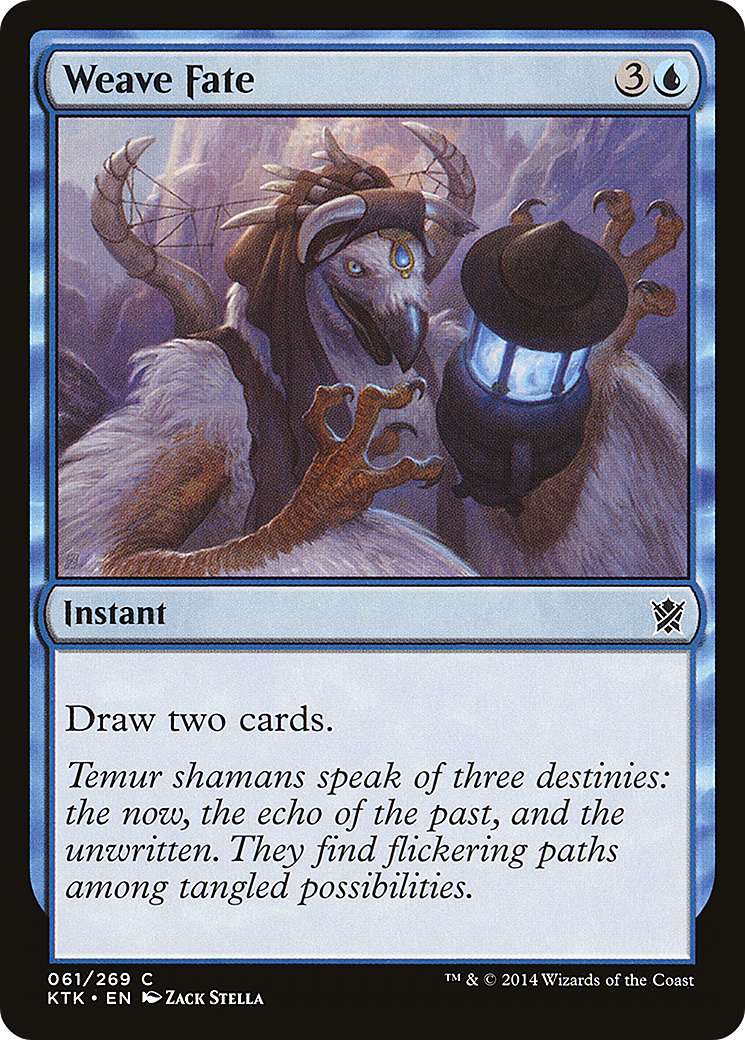 Weave Fate
3
Instant
Draw two cards.
Temur shamans speak of three destinies:
the now, the echo of the past, and the
unwritten. They find flickering paths
among tangled possibilities.
061/269 C
KTK • EN Zack Stella
™ & © 2014 Wizards of the Coast